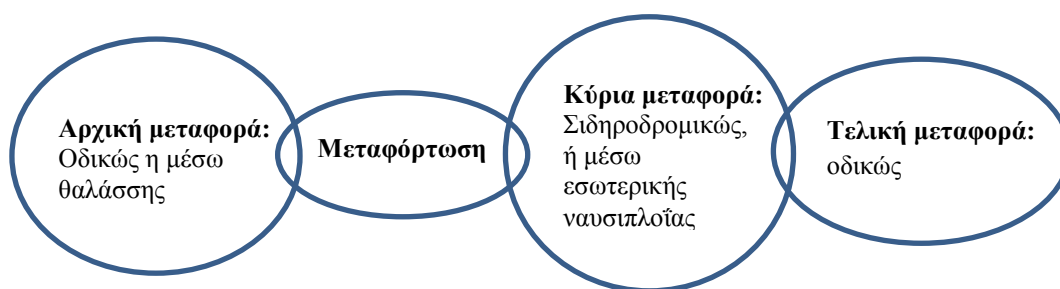 Αρχική μεταφορά:
Οδικώς η μέσω
θαλάσσης
Μεταφόρτωση
Κύρια μεταφορά:
Σιδηροδρομικώς,
ή μέσω
εσωτερικής
ναυσιπλοΐας
Τελική μεταφορά:
οδικώς